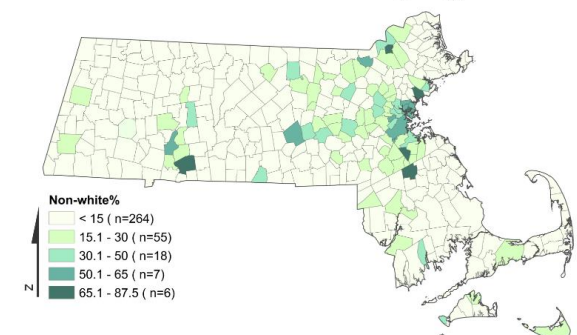 Non-white%
< 15 ( n=264)
15.1 - 30 (n=55)
30.1 - 50 (n=18)
50.1 - 65 (n=7)
65.1 - 87.5 ( n=6)
N